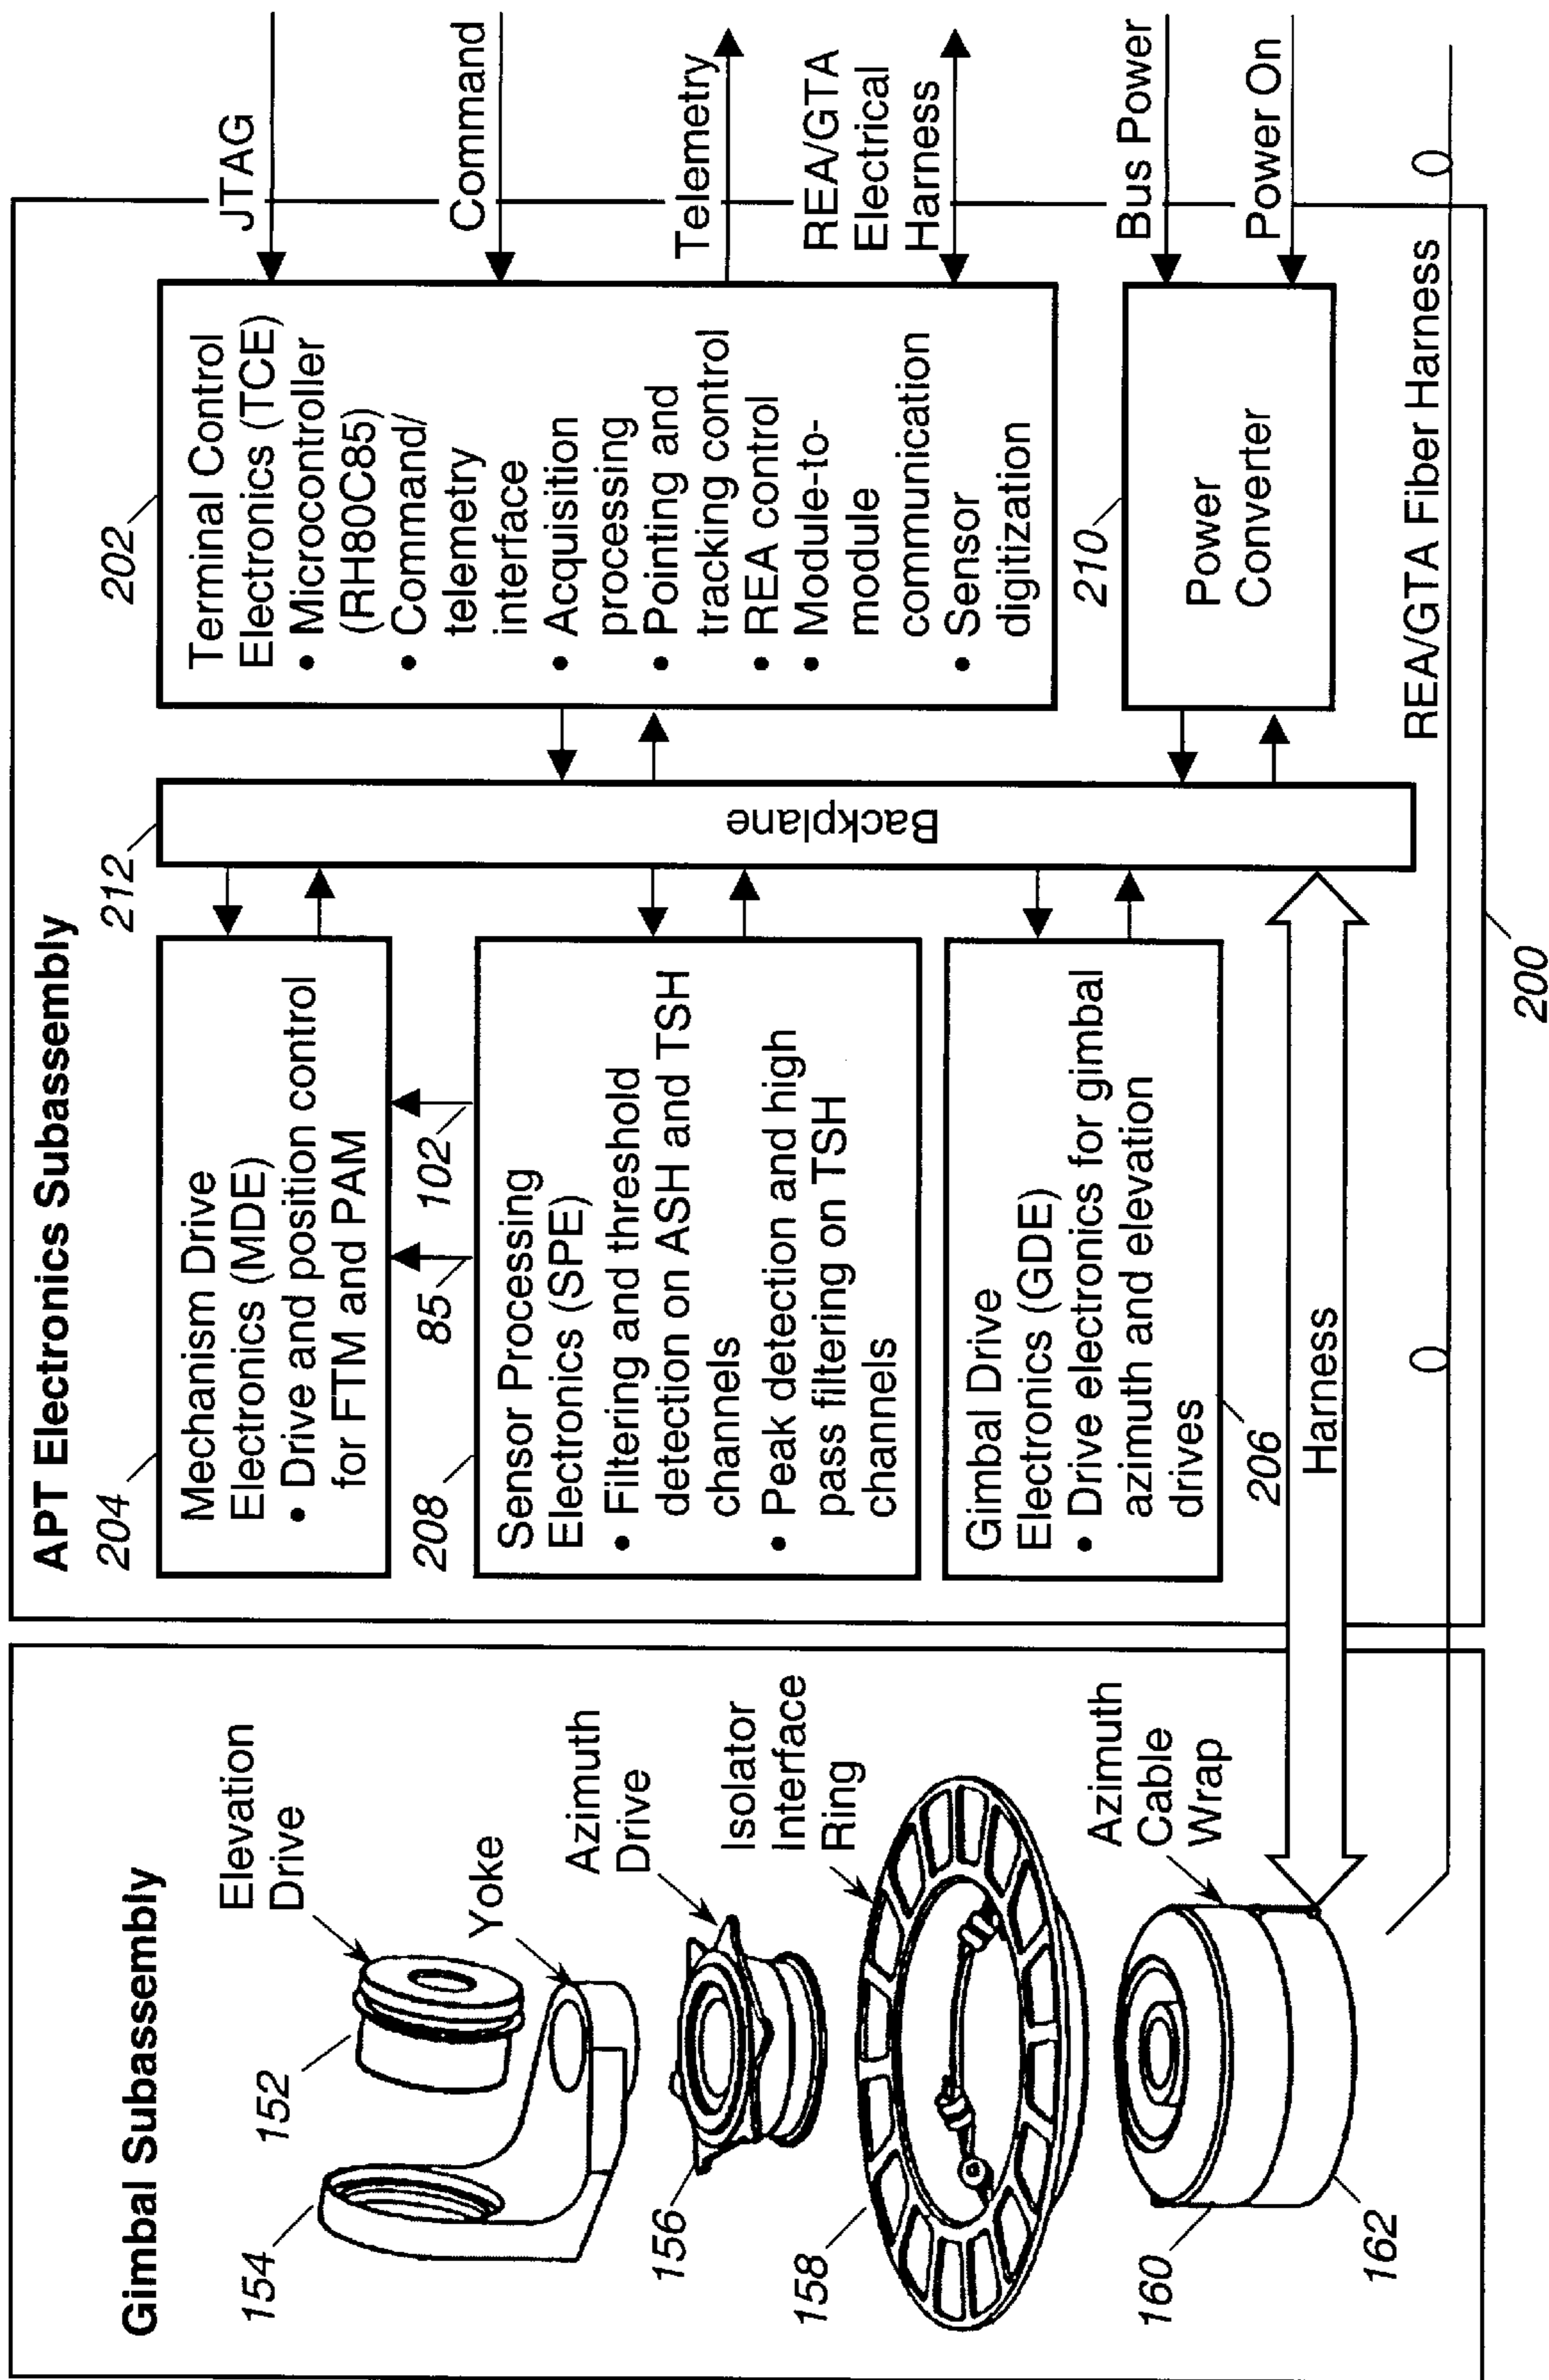 Gimbal Subassembly
Elevation
Drive
152
154
Yoke
Azimuth
Drive
156
Isolator
Interface
Ring
158
Azimuth
Cable
Wrap
160
162
APT Electronics Subassembly
204
Mechanism Drive
Electronics (MDE)
• Drive and position control
for FTM and PAM
85
102
208
Sensor Processing
Electronics (SPE)
• Filtering and threshold
detection on ASH and TSH
channels
• Peak detection and high
pass filtering on TSH
channels
Gimbal Drive
Electronics (GDE)
• Drive electronics for gimbal
azimuth and elevation
drives
206
Harness
212
Backplane
202
Terminal Control
Electronics (TCE)
• Microcontroller
(RH80C85)
• Command/
telemetry
interface
• Acquisition
processing
• Pointing and
tracking control
• REA control
• Module-to-
module
communication
• Sensor
digitization
210
Power
Converter
REA/GTA Fiber Harness
200
JTAG
Command
Telemetry
REA/GTA
Electrical
Harness
Bus Power
Power On